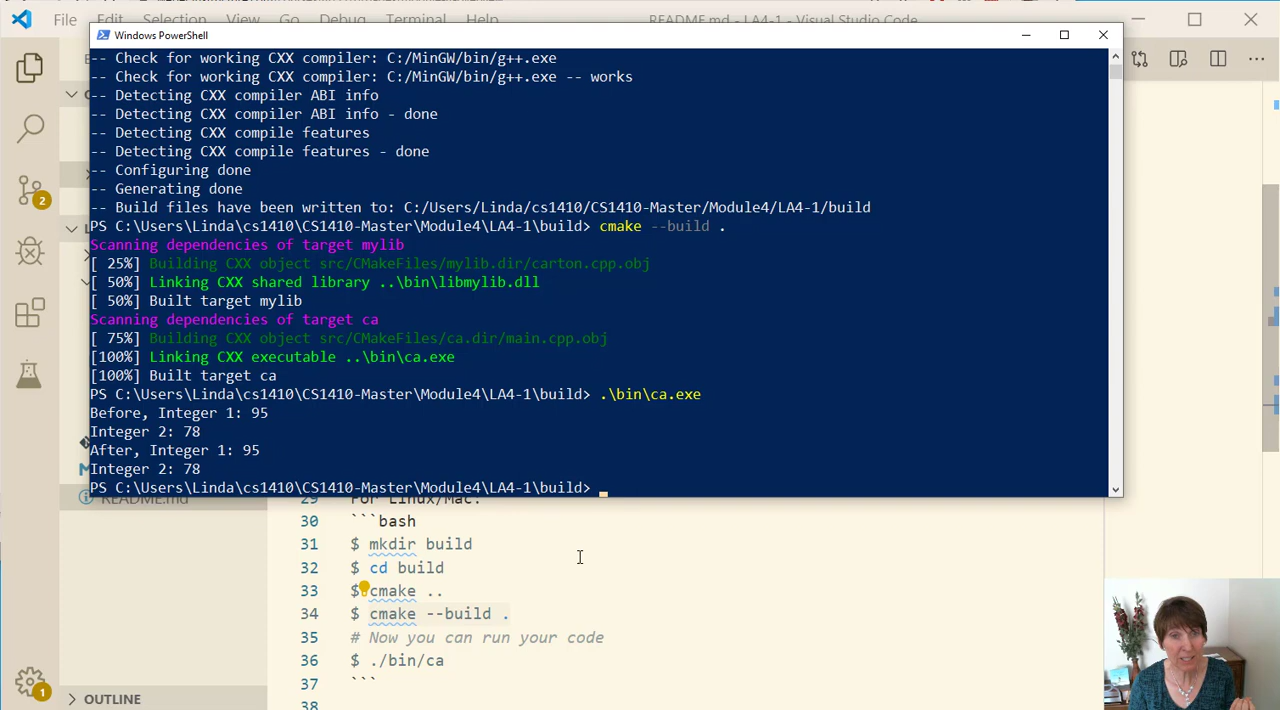 File Edit Selection View Go Debug Terminal Help README.md - LA4-1 - Visual Studio Code
Windows PowerShell
-- Check for working CXX compiler: C:/MinGW/bin/g++.exe
-- Check for working CXX compiler: C:/MinGW/bin/g++.exe -- works
-- Detecting CXX compiler ABI info
-- Detecting CXX compiler ABI info - done
-- Detecting CXX compile features
-- Detecting CXX compile features - done
-- Configuring done
-- Generating done
-- Build files have been written to: C:/Users/Linda/cs1410/CS1410-Master/Module4/LA4-1/build
PS C:\Users\Linda\cs1410\CS1410-Master\Module4\LA4-1\build> cmake --build .
Scanning dependencies of target mylib
[ 25%] Building CXX object src/CMakeFiles/mylib.dir/carton.cpp.obj
[ 50%] Linking CXX shared library ..\bin\libmylib.dll
[ 50%] Built target mylib
Scanning dependencies of target ca
[ 75%] Building CXX object src/CMakeFiles/ca.dir/main.cpp.obj
[100%] Linking CXX executable ..\bin\ca.exe
[100%] Built target ca
PS C:\Users\Linda\cs1410\CS1410-Master\Module4\LA4-1\build> .\bin\ca.exe
Before, Integer 1: 95
Integer 2: 78
After, Integer 1: 95
Integer 2: 78
PS C:\Users\Linda\cs1410\CS1410-Master\Module4\LA4-1\build>
README.md
29 For Linux/Mac:
30 ```bash
31 $ mkdir build
32 $ cd build
33 $ cmake ..
34 $ cmake --build .
35 # Now you can run your code
36 $ ./bin/ca
37 ```
38
OUTLINE
2
1